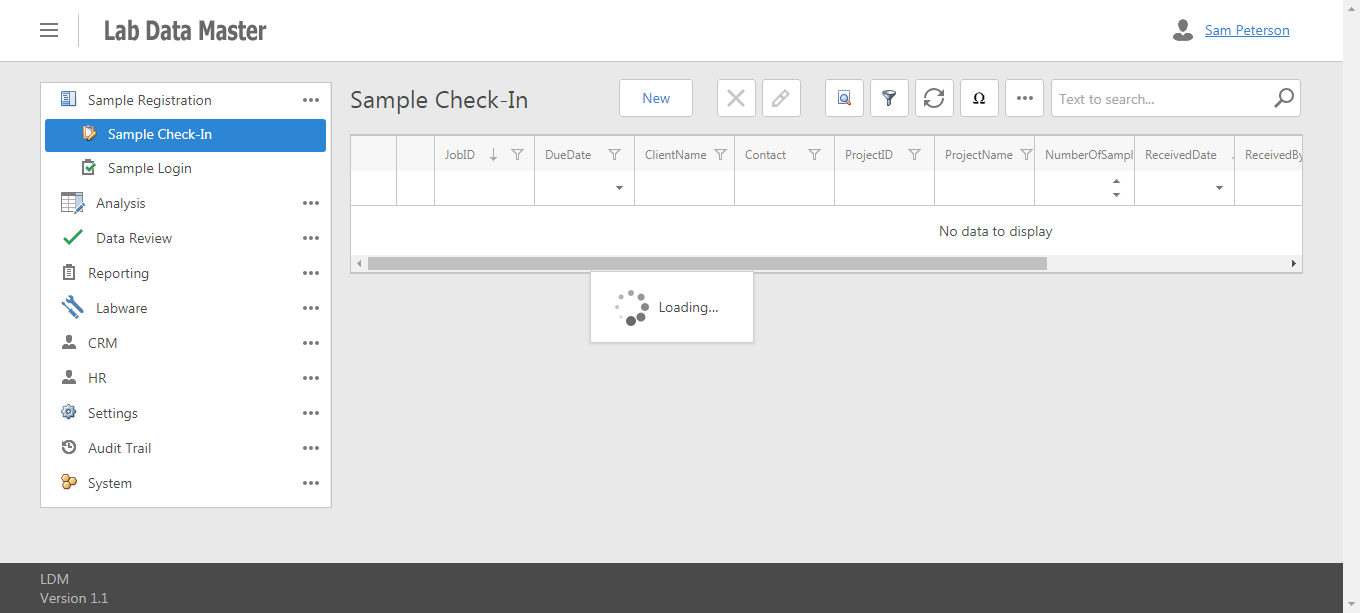 Lab Data Master
Sam Peterson
Sample Registration
Sample Check-In
Sample Login
Analysis
Data Review
Reporting
Labware
CRM
HR
Settings
Audit Trail
System
Sample Check-In
New
Ω
Text to search...
JobID DueDate ClientName Contact ProjectID ProjectName NumberOfSampl ReceivedDate ReceivedBy
No data to display
Loading...
LDM
Version 1.1